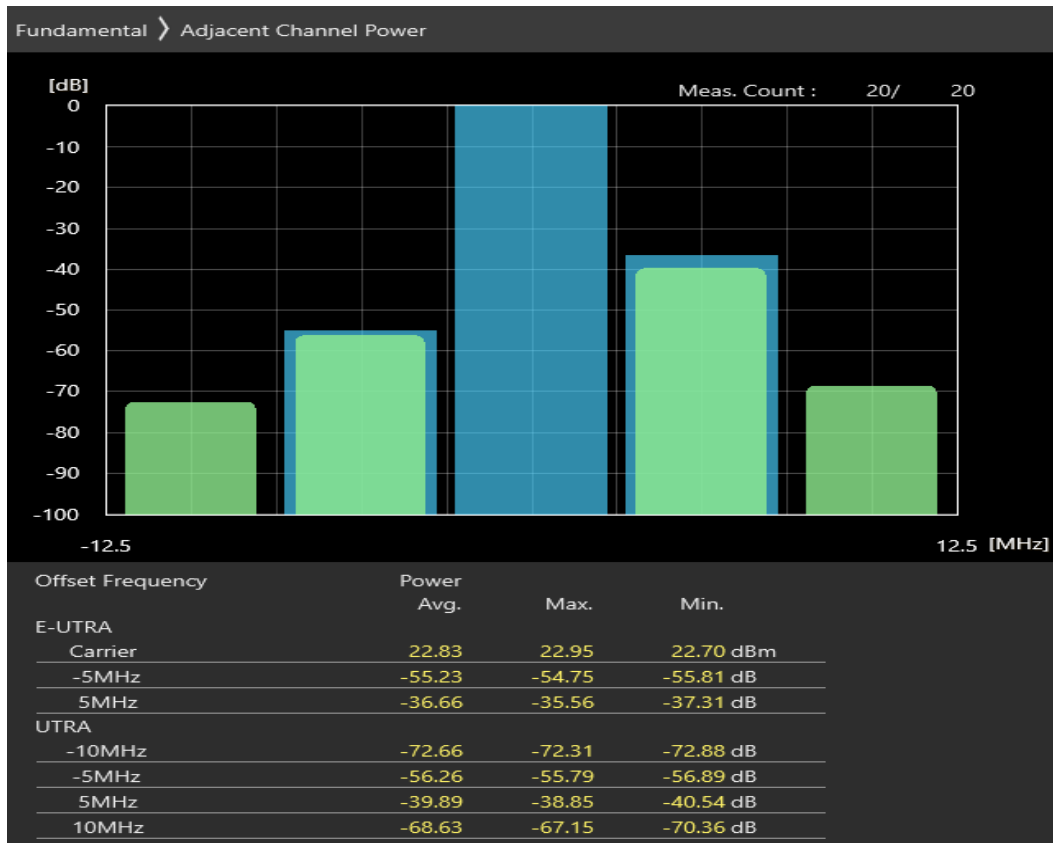 Fundamental 〉 Adjacent Channel Power
[dB]
Meas. Count : 20/ 20
0
-10
-20
-30
-40
-50
-60
-70
-80
-90
-100
-12.5 12.5 [MHz]
Offset Frequency Power
Avg. Max. Min.
E-UTRA
Carrier 22.83 22.95 22.70 dBm
-5MHz -55.23 -54.75 -55.81 dB
5MHz -36.66 -35.56 -37.31 dB
UTRA
-10MHz -72.66 -72.31 -72.88 dB
-5MHz -56.26 -55.79 -56.89 dB
5MHz -39.89 -38.85 -40.54 dB
10MHz -68.63 -67.15 -70.36 dB